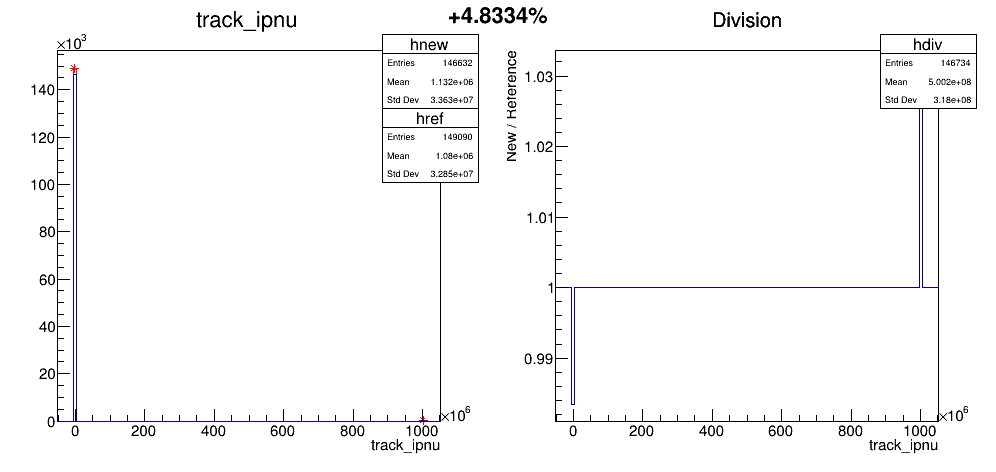 track_ipnu
+4.8334%
Division
×10³
hnew
Entries 146632
Mean 1.132e+06
Std Dev 3.363e+07
href
Entries 149090
Mean 1.08e+06
Std Dev 3.285e+07
140
120
100
80
60
40
20
0
0 200 400 600 800 1000 ×10⁶
track_ipnu
hdiv
Entries 146734
Mean 5.002e+08
Std Dev 3.18e+08
New / Reference
1.03
1.02
1.01
1
0.99
0 200 400 600 800 1000 ×10⁶
track_ipnu